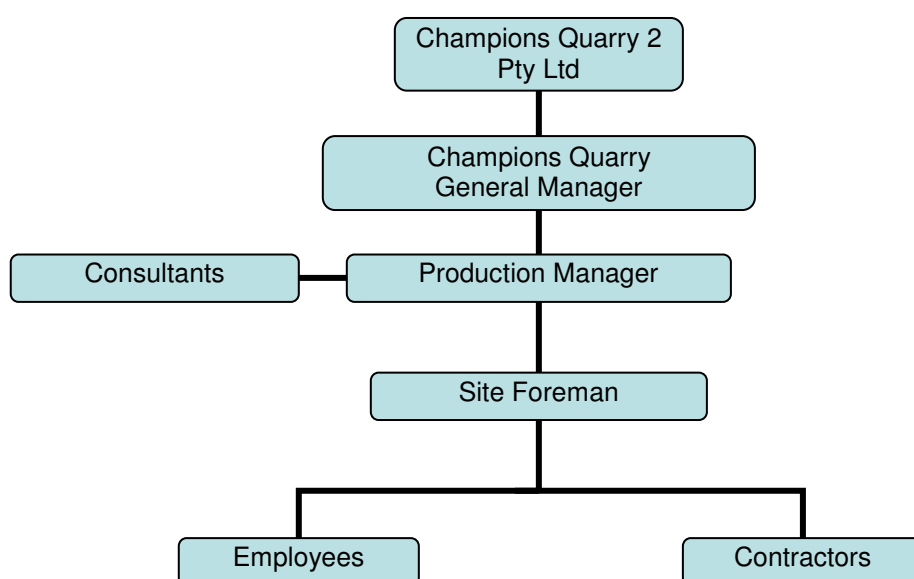 Champions Quarry 2
Pty Ltd
Champions Quarry
General Manager
Consultants
Production Manager
Site Foreman
Employees
Contractors